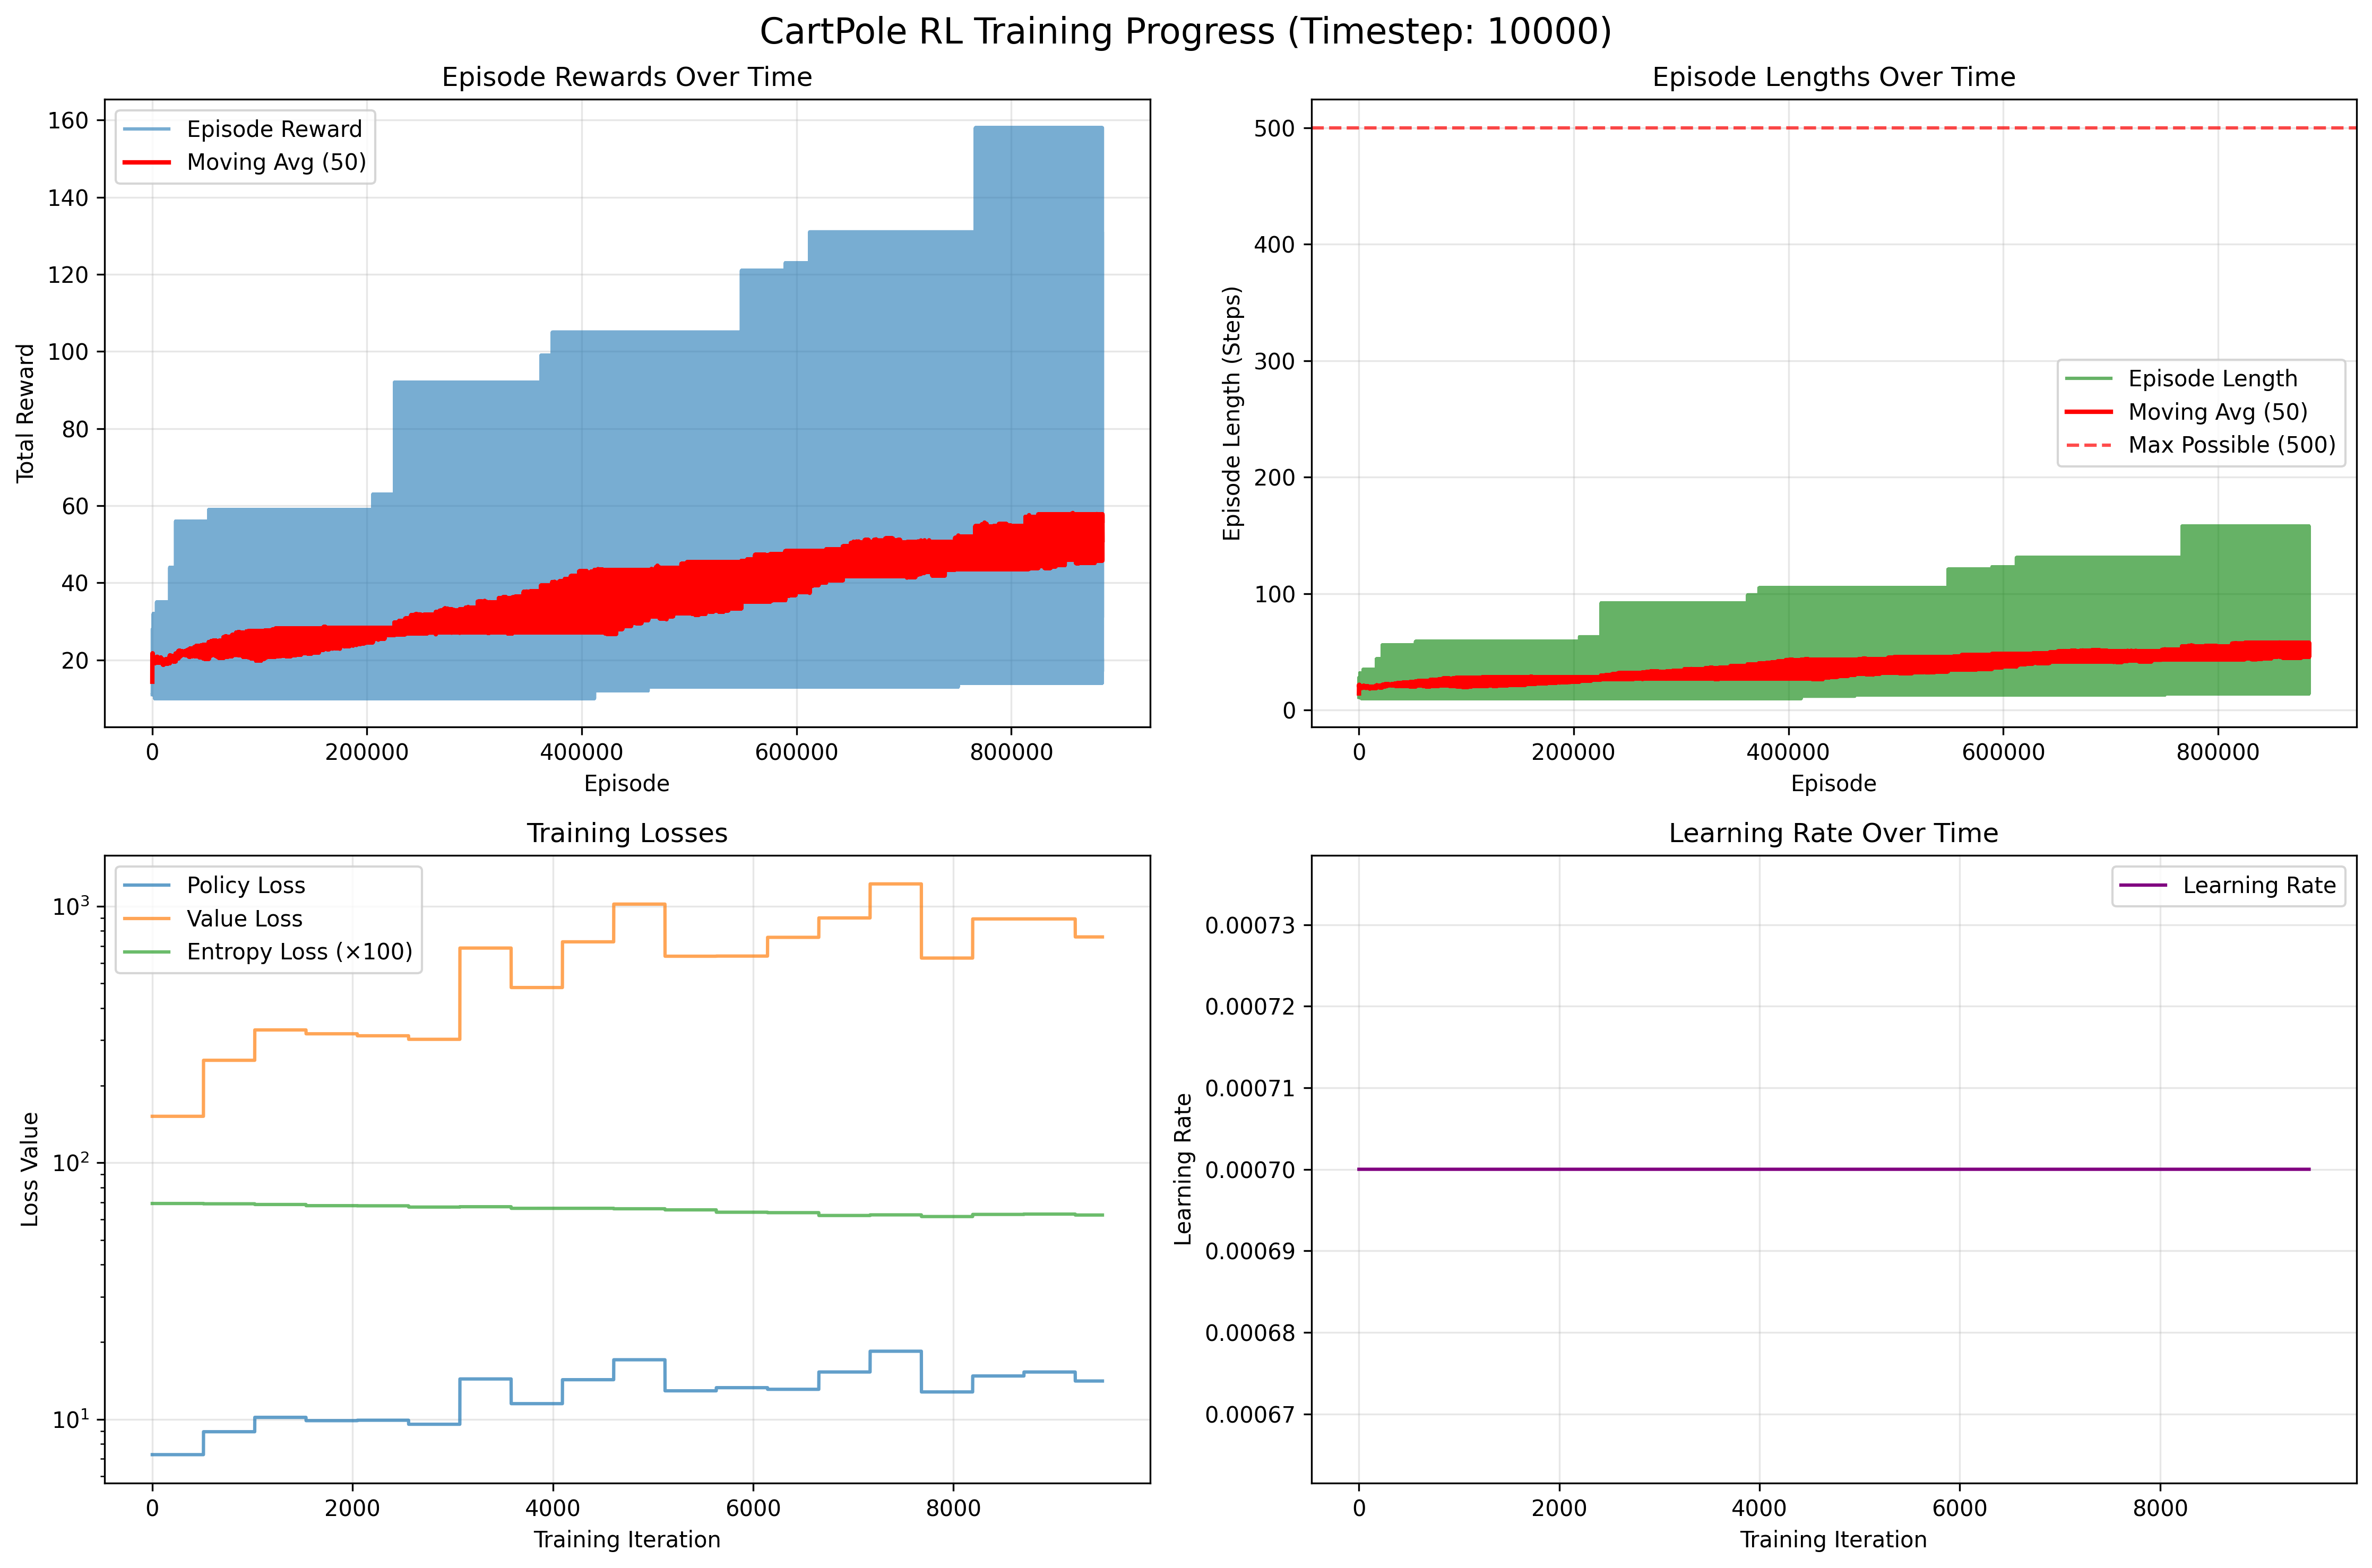 CartPole RL Training Progress (Timestep: 10000)
Episode Rewards Over Time
Episode Reward
Moving Avg (50)
Total Reward
160
140
120
100
80
60
40
20
0
200000
400000
600000
800000
Episode
Episode Lengths Over Time
Episode Length
Moving Avg (50)
Max Possible (500)
Episode Length (Steps)
500
400
300
200
100
0
0
200000
400000
600000
800000
Episode
Training Losses
Policy Loss
Value Loss
Entropy Loss (×100)
Loss Value
10³
10²
10¹
0
2000
4000
6000
8000
Training Iteration
Learning Rate Over Time
Learning Rate
Learning Rate
0.00073
0.00072
0.00071
0.00070
0.00069
0.00068
0.00067
0
2000
4000
6000
8000
Training Iteration